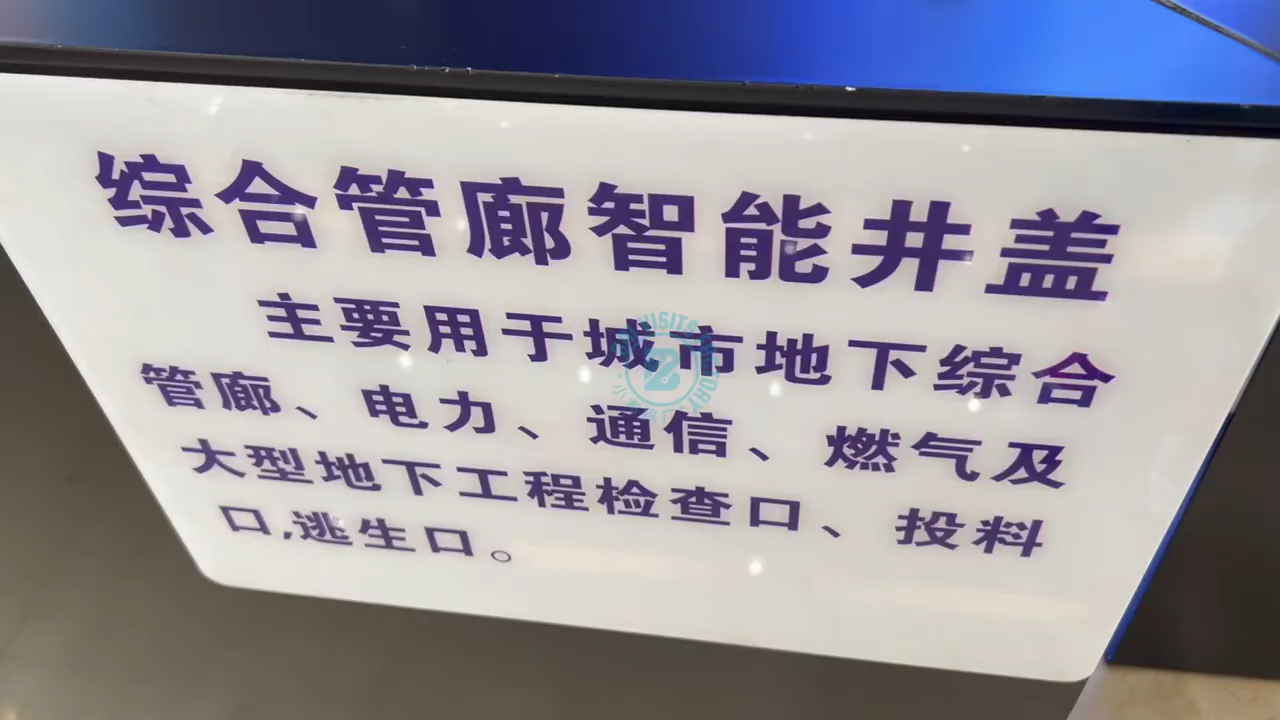 综合管廊智能井盖
主要用于城市地下综合
管廊、电力、通信、燃气及
大型地下工程检查口、投料
口,逃生口。